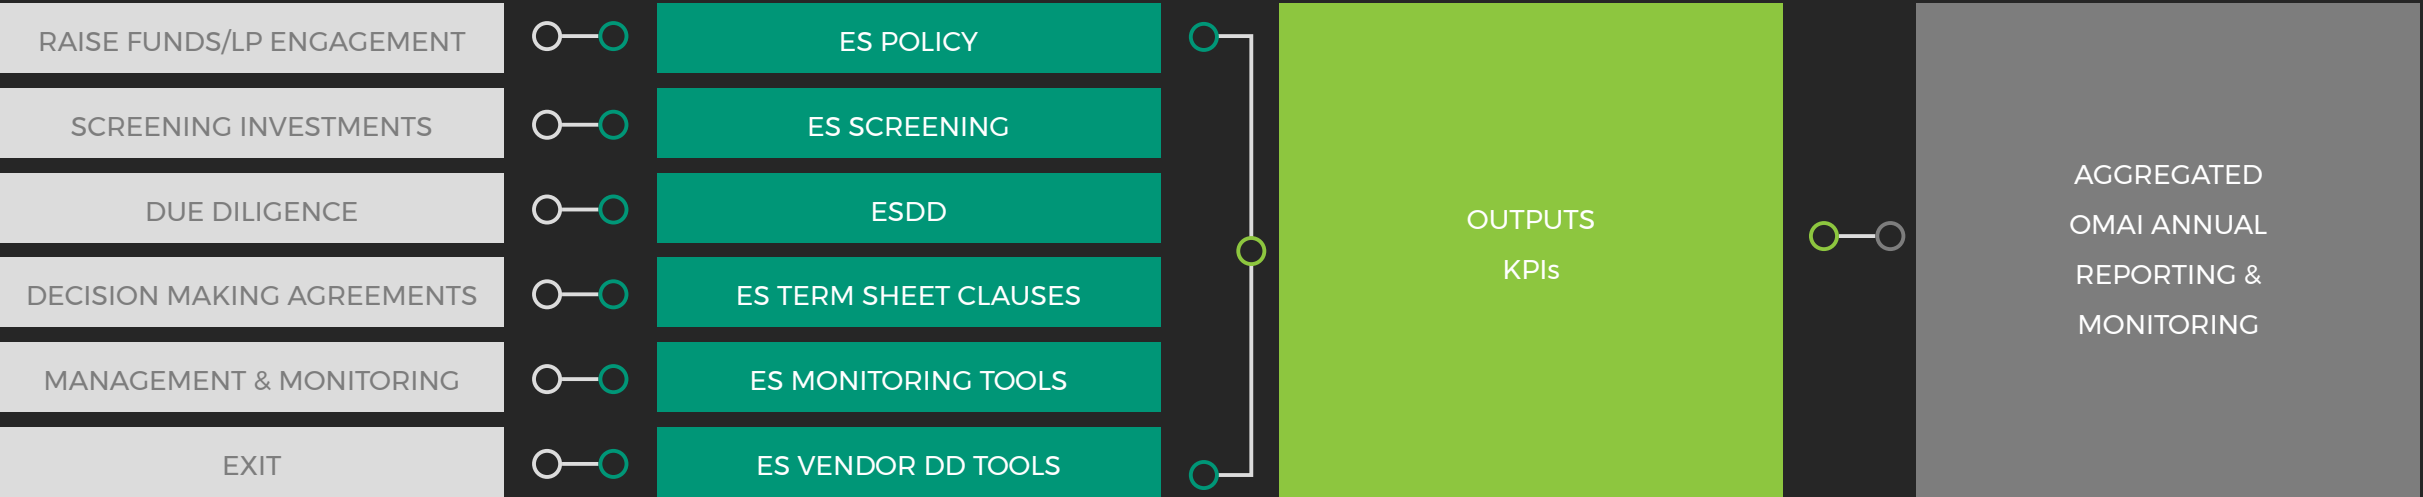 RAISE FUNDS/LP ENGAGEMENT
ES POLICY
SCREENING INVESTMENTS
ES SCREENING
DUE DILIGENCE
ESDD
DECISION MAKING AGREEMENTS
ES TERM SHEET CLAUSES
MANAGEMENT & MONITORING
ES MONITORING TOOLS
EXIT
ES VENDOR DD TOOLS
OUTPUTS
KPIs
AGGREGATED
OMAI ANNUAL
REPORTING &
MONITORING